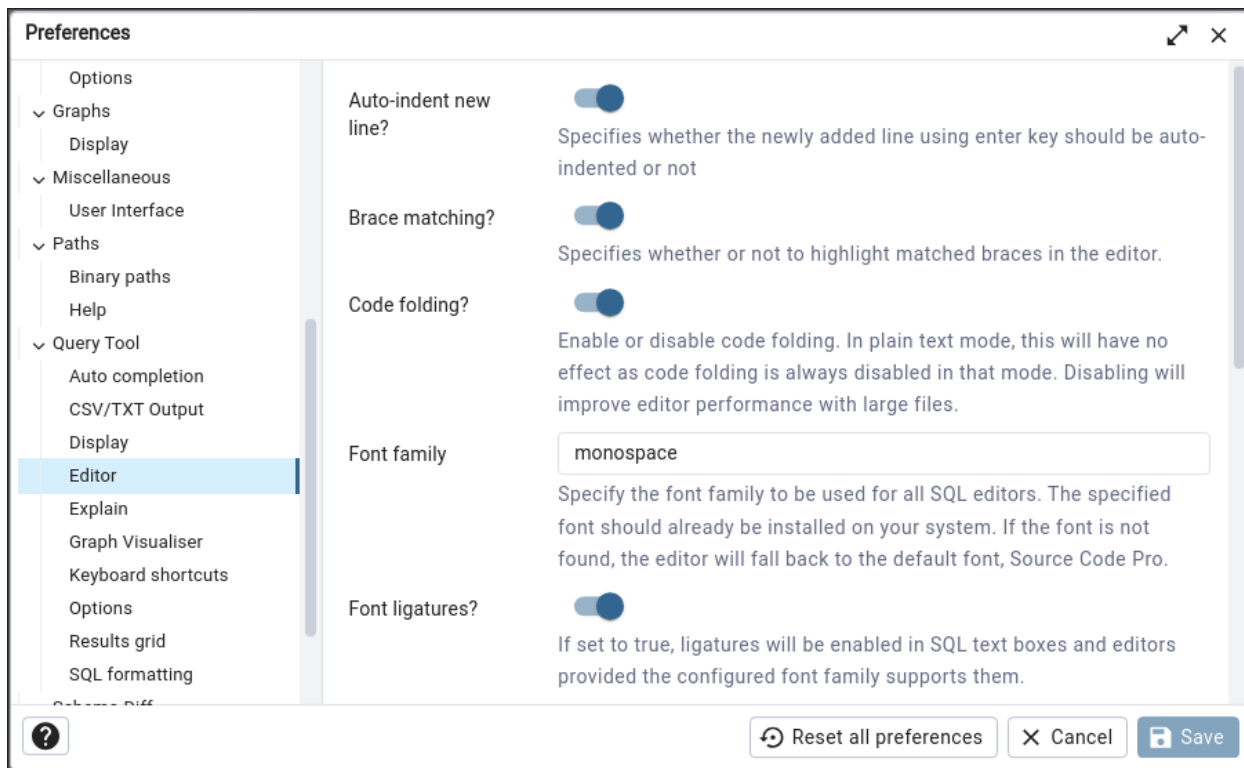 Preferences
Options
Graphs
Display
Miscellaneous
User Interface
Paths
Binary paths
Help
Query Tool
Auto completion
CSV/TXT Output
Display
Editor
Explain
Graph Visualiser
Keyboard shortcuts
Options
Results grid
SQL formatting
Schema Diff
Auto-indent new
line?
Specifies whether the newly added line using enter key should be auto-
indented or not
Brace matching?
Specifies whether or not to highlight matched braces in the editor.
Code folding?
Enable or disable code folding. In plain text mode, this will have no
effect as code folding is always disabled in that mode. Disabling will
improve editor performance with large files.
Font family
monospace
Specify the font family to be used for all SQL editors. The specified
font should already be installed on your system. If the font is not
found, the editor will fall back to the default font, Source Code Pro.
Font ligatures?
If set to true, ligatures will be enabled in SQL text boxes and editors
provided the configured font family supports them.
?
Reset all preferences
Cancel
Save